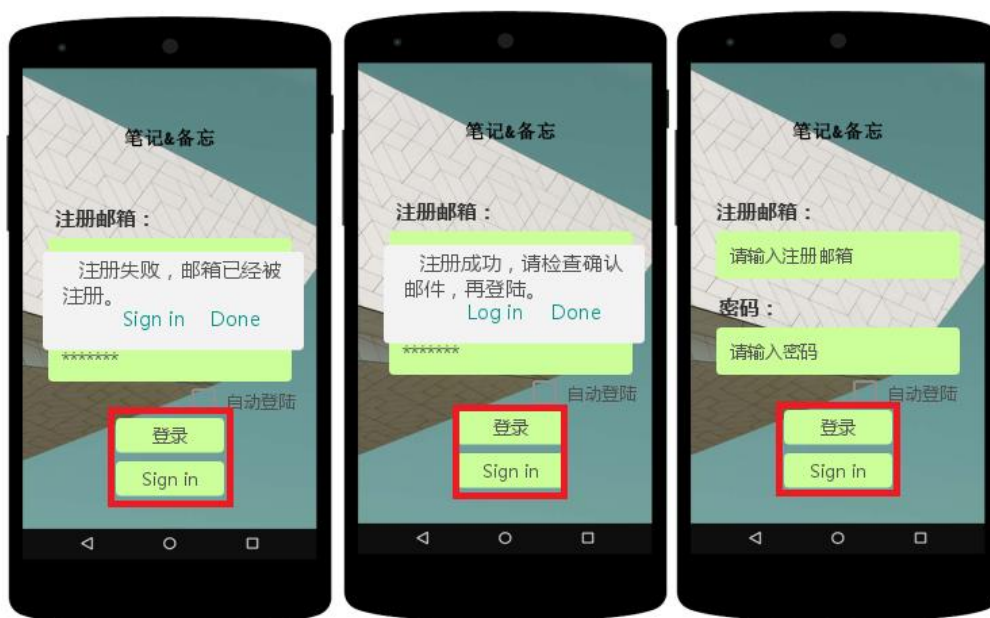 笔记&备忘
注册邮箱：
注册失败，邮箱已经被
注册。
Sign in Done
*******
自动登陆
登录
Sign in
笔记&备忘
注册邮箱：
注册成功，请检查确认
邮件，再登陆。
Log in Done
*******
自动登陆
登录
Sign in
笔记&备忘
注册邮箱：
请输入注册邮箱
密码：
请输入密码
自动登陆
登录
Sign in